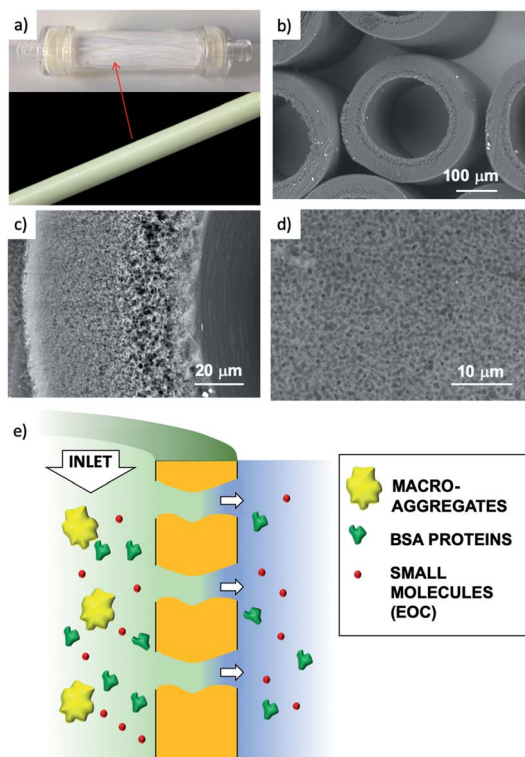 a)
b)
100 μm
c)
20 μm
d)
10 μm
e)
INLET
MACRO-
AGGREGATES
BSA PROTEINS
SMALL
MOLECULES
(EOC)